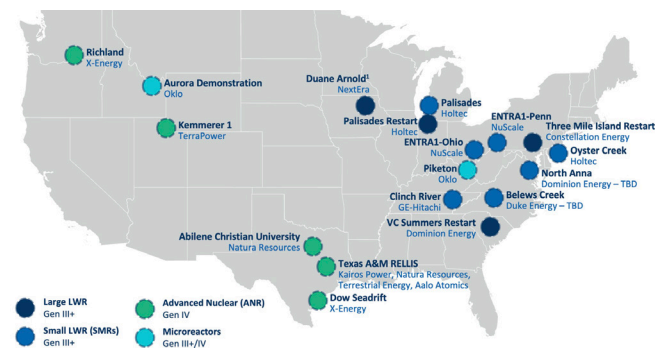 Richland
X-Energy
Aurora Demonstration
Oklo
Kemmerer 1
TerraPower
Duane Arnold¹
NextEra
Palisades
Holtec
Palisades Restart
Holtec
ENTRA1-Penn
NuScale
Three Mile Island Restart
Constellation Energy
ENTRA1-Ohio
NuScale
Oyster Creek
Holtec
Piketon
Oklo
North Anna
Dominion Energy – TBD
Clinch River
GE-Hitachi
Belews Creek
Duke Energy – TBD
VC Summers Restart
Dominion Energy
Abilene Christian University
Natura Resources
Texas A&M RELLIS
Kairos Power, Natura Resources,
Terrestrial Energy, Aalo Atomics
Dow Seadrift
X-Energy
Large LWR
Gen III+
Advanced Nuclear (ANR)
Gen IV
Small LWR (SMRs)
Gen III+
Microreactors
Gen III+/IV